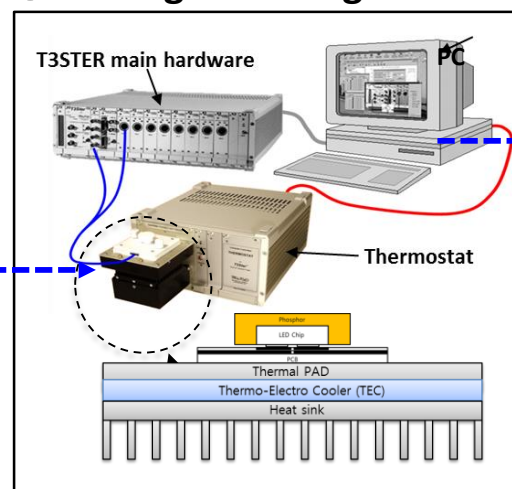 T3STER main hardware
PC
Thermostat
Phosphor
LED Chip
PCB
Thermal PAD
Thermo-Electro Cooler (TEC)
Heat sink